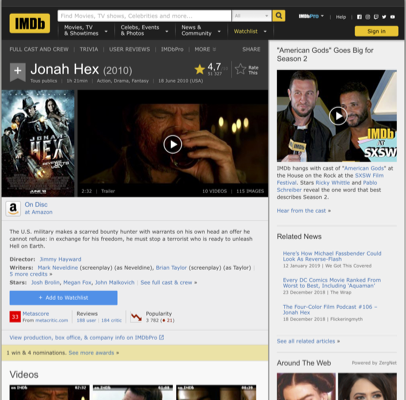 IMDb
Find Movies, TV shows, Celebrities and more...
All
IMDbPro
Help
Movies, TV
& Showtimes
Celebs, Events
& Photos
News &
Community
Watchlist
Sign in
FULL CAST AND CREW | TRIVIA | USER REVIEWS | IMDbPro | MORE
SHARE
+ Jonah Hex (2010)
4,7
Rate
This
Tous publics | 1h 21min | Action, Drama, Fantasy | 18 June 2010 (USA)
JONAH
HEX
2:32 | Trailer
10 VIDEOS | 115 IMAGES
On Disc
at Amazon
The U.S. military makes a scarred bounty hunter with warrants on his own head an offer he
cannot refuse: in exchange for his freedom, he must stop a terrorist who is ready to unleash
Hell on Earth.
Director: Jimmy Hayward
Writers: Mark Neveldine (screenplay) (as Neveldine), Brian Taylor (screenplay) (as Taylor)
5 more credits »
Stars: Josh Brolin, Megan Fox, John Malkovich | See full cast & crew »
+ Add to Watchlist
33
Metascore
From metacritic.com
Reviews
188 user | 184 critic
Popularity
3 782 (21)
View production, box office, & company info on IMDbPro
1 win & 4 nominations. See more awards »
Videos
"American Gods" Goes Big for
Season 2
IMDb
SXSW
IMDb hangs with cast of "American Gods" at
the House on the Rock at the SXSW Film
Festival. Stars Ricky Whittle and Pablo
Schreiber reveal the one word that best
describes Season 2.
Hear from the cast »
Related News
Here's How Michael Fassbender Could
Look As Reverse-Flash
12 January 2019 | We Got This Covered
Every DC Comics Movie Ranked From
Worst to Best, Including 'Aquaman'
23 December 2018 | The Wrap
The Four-Color Film Podcast #106 –
Jonah Hex
18 December 2018 | Flickeringmyth
See all related articles »
Around The Web
Powered by ZergNet